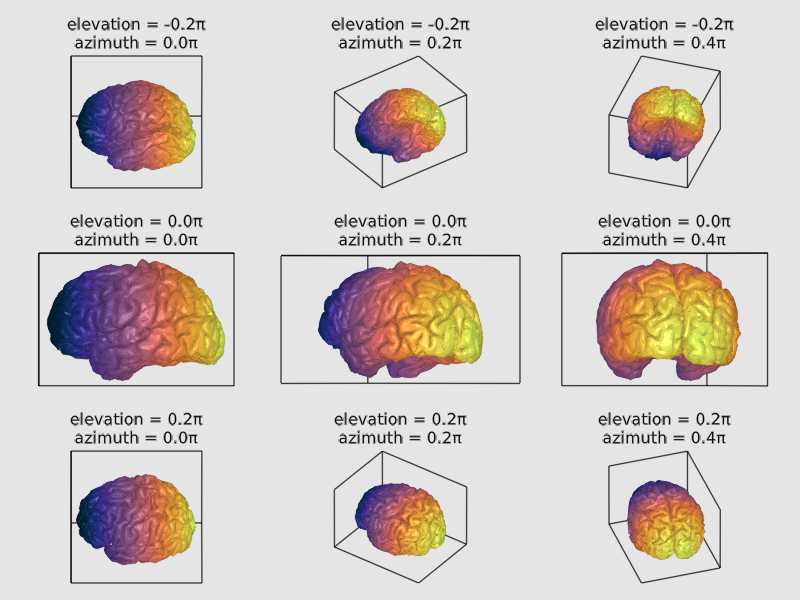 elevation = -0.2π
azimuth = 0.0π
elevation = -0.2π
azimuth = 0.2π
elevation = -0.2π
azimuth = 0.4π
elevation = 0.0π
azimuth = 0.0π
elevation = 0.0π
azimuth = 0.2π
elevation = 0.0π
azimuth = 0.4π
elevation = 0.2π
azimuth = 0.0π
elevation = 0.2π
azimuth = 0.2π
elevation = 0.2π
azimuth = 0.4π